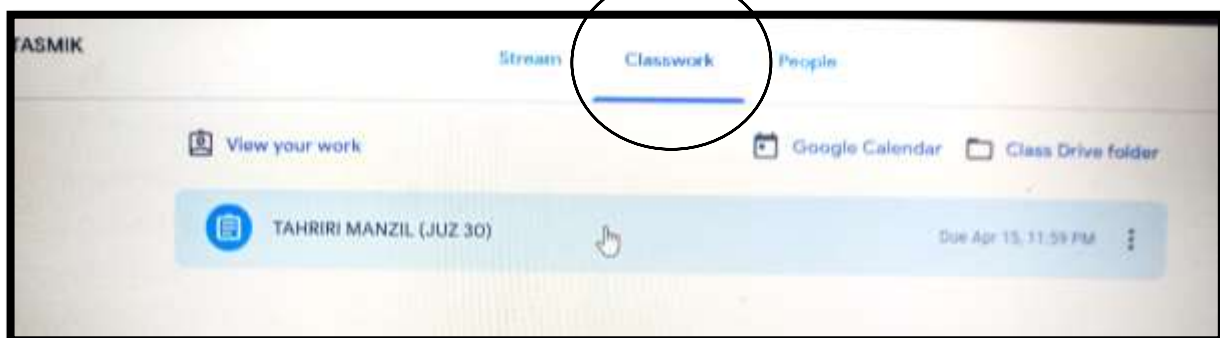 TASMIK
Stream Classwork People
View your work Google Calendar Class Drive folder
TAHRIRI MANZIL (JUZ 30) Due Apr 15, 11:59 PM